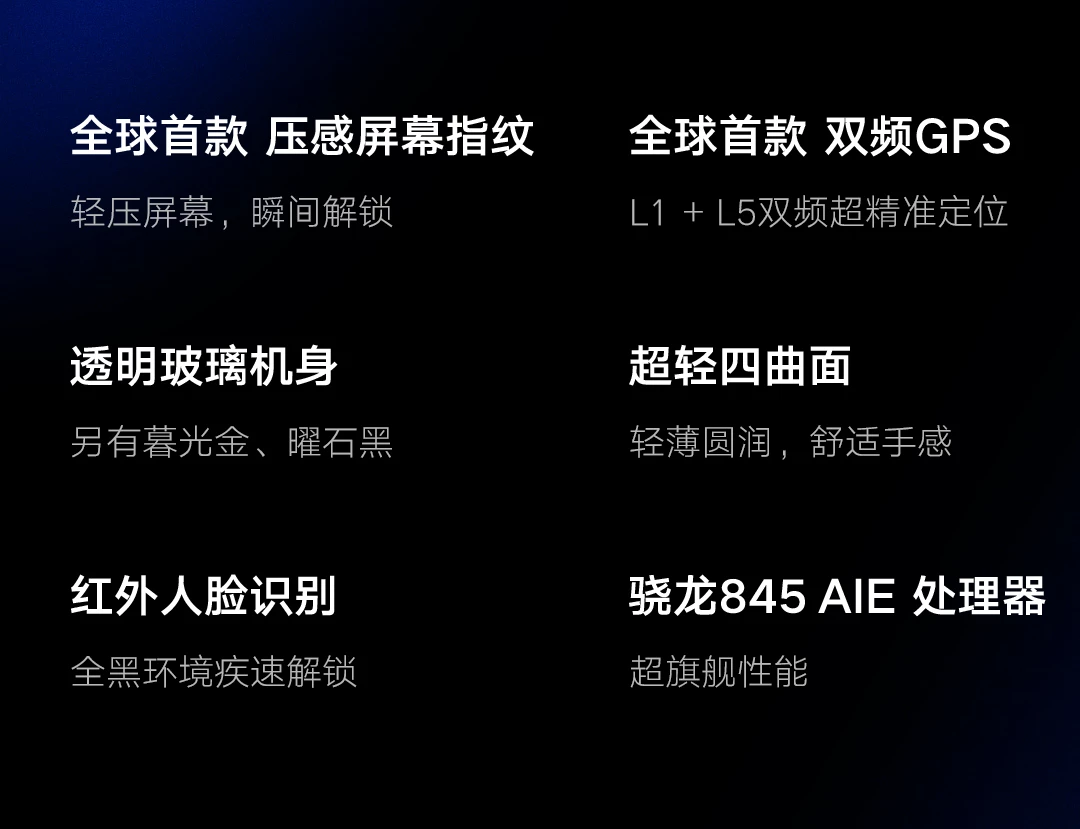 全球首款 压感屏幕指纹
轻压屏幕，瞬间解锁
全球首款 双频GPS
L1 + L5双频超精准定位
透明玻璃机身
另有暮光金、曜石黑
超轻四曲面
轻薄圆润，舒适手感
红外人脸识别
全黑环境疾速解锁
骁龙845 AIE 处理器
超旗舰性能